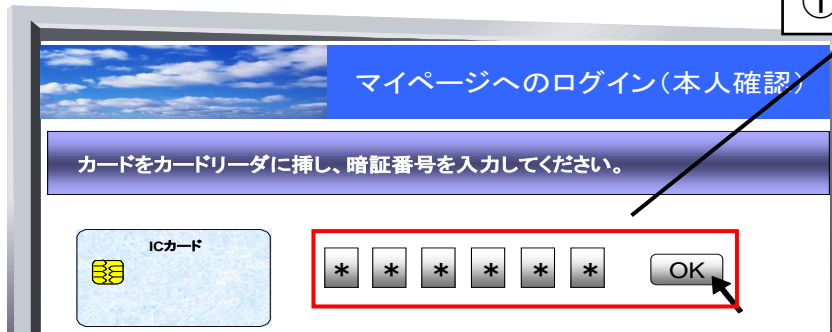 ①
マイページへのログイン(本人確認)
カードをカードリーダに挿し、暗証番号を入力してください。
ICカード
* * * * * * OK